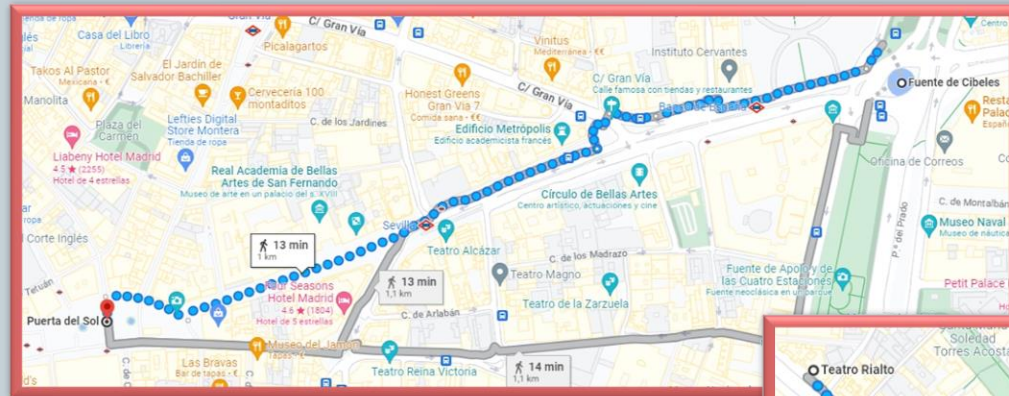 Casa del Libro
Librería
Gran Vía
C/ Gran Vía
Picalagartos
Vinitus
Mediterránea • €€
Instituto Cervantes
Centro
Takos Al Pastor
Mexicana • €
El Jardín de
Salvador Bachiller
Cervecería 100
montaditos
Honest Greens
Gran Vía 7
Comida sana • €€
C/ Gran Vía
C/ Gran Vía
Calle famosa con tiendas y restaurantes
Fuente de Cibeles
Manolita
Lefties Digital
Store Montera
Tienda de ropa
C. de los Jardines
Edificio Metrópolis
Edificio academicista francés
Plaza del
Carmen
Liabeny Hotel Madrid
4.5 ★ (2255)
Hotel de 4 estrellas
Real Academia de Bellas
Artes de San Fernando
Museo de arte en un palacio del s. XVIII
Círculo de Bellas Artes
Centro artístico, actuaciones y cine
Oficina de Correos
C. de Montalbán
Museo Naval
Corte Inglés
Sevilla
Teatro Alcázar
13 min
1 km
C. de los Madrazo
Pº del Prado
Tetuán
Four Seasons
Hotel Madrid
4.6 ★ (1804)
Hotel de 5 estrellas
13 min
1,1 km
Teatro Magno
Teatro de la Zarzuela
Fuente de Apolo y de
las Cuatro Estaciones
Fuente neoclásica en un parque
Petit Palace
Puerta del Sol
C. de Arlabán
Museo del Jamón
Tapas • €
Las Bravas
Bar de tapas • €
Teatro Reina Victoria
14 min
1,1 km
Soledad
Torres Acosta
Teatro Rialto